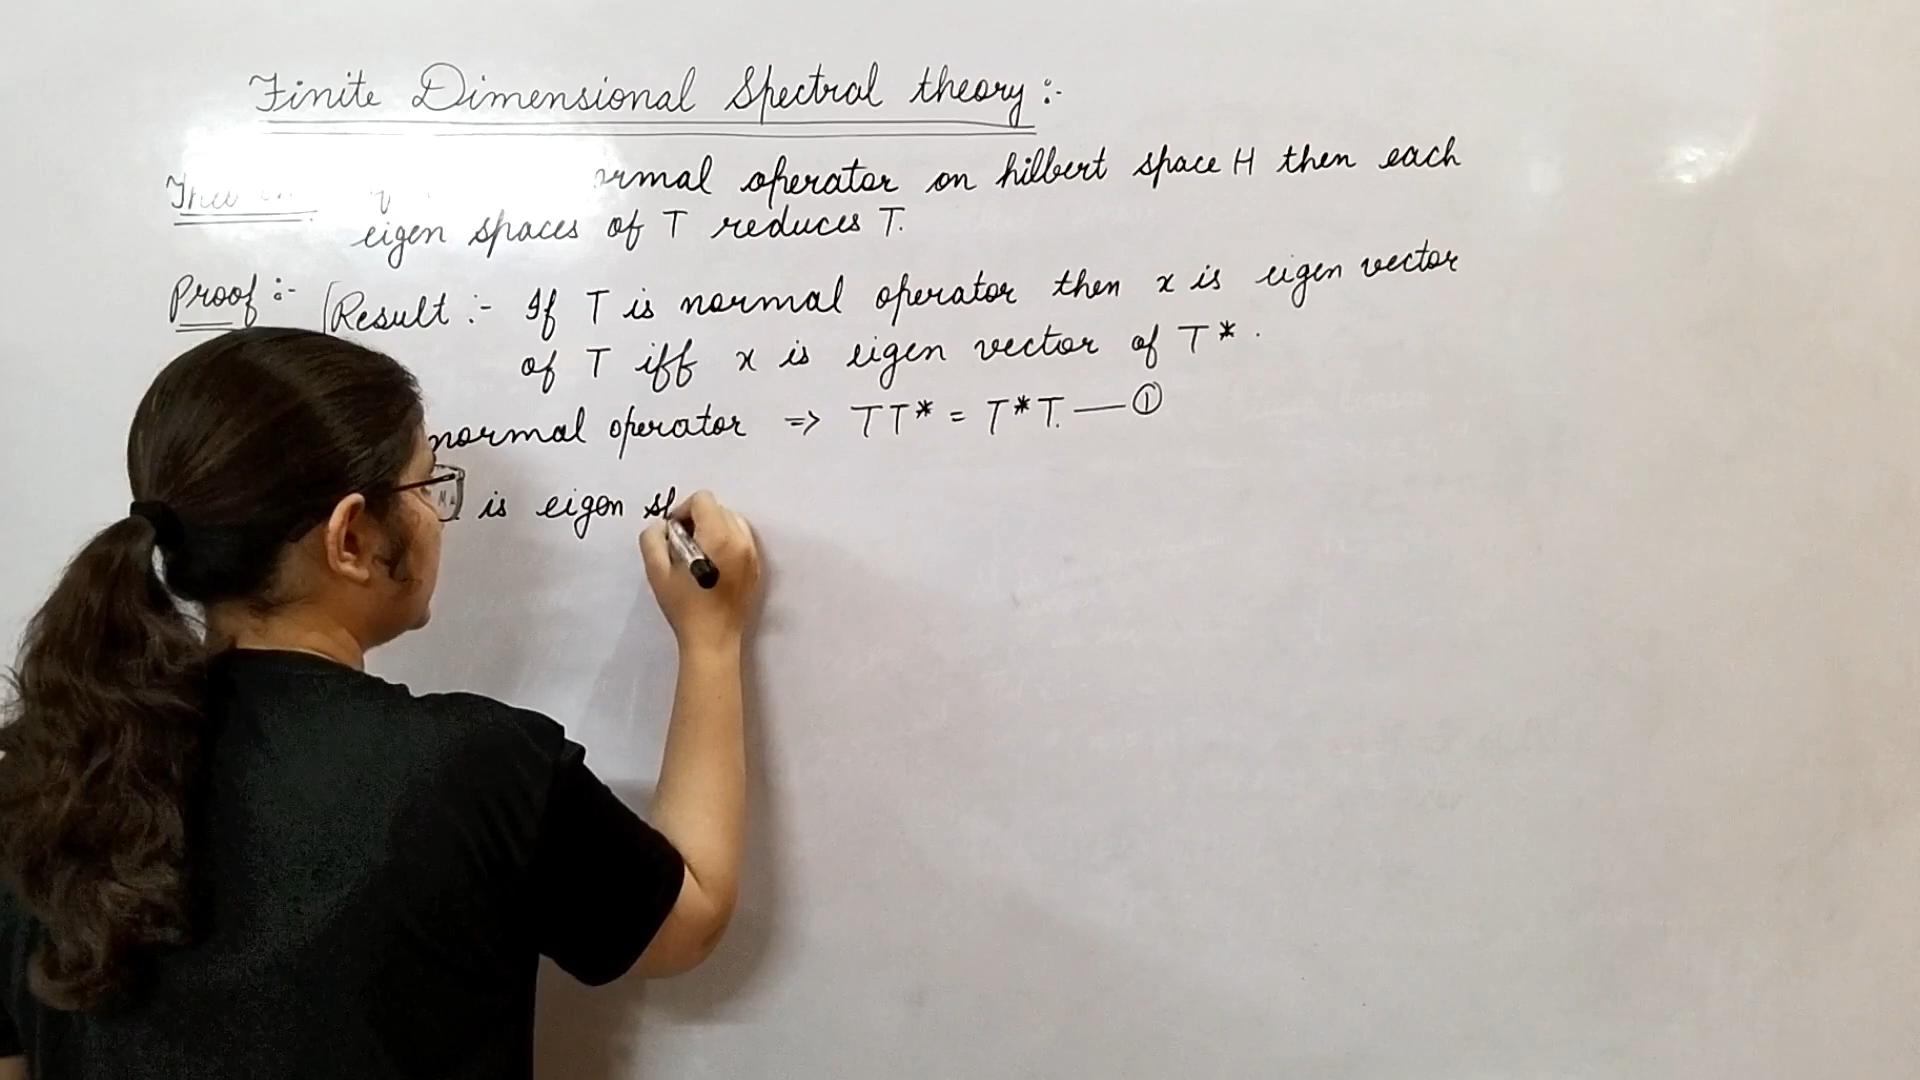 Finite Dimensional Spectral theory :-
operator on hilbert space H then each
eigen spaces of T reduces T.
Proof :- [Result :- If T is normal operator then x is eigen vector
of T iff x is eigen vector of T* .
normal operator => TT* = T*T. — ①
is eigen